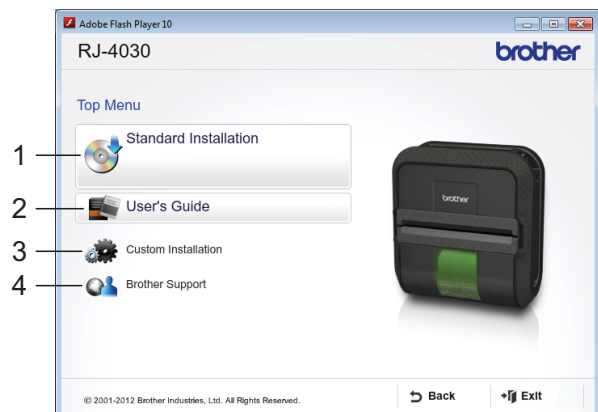 Adobe Flash Player 10
RJ-4030
brother
Top Menu
1
Standard Installation
2
User's Guide
3
Custom Installation
4
Brother Support
brother
© 2001-2012 Brother Industries, Ltd. All Rights Reserved.
Back
Exit